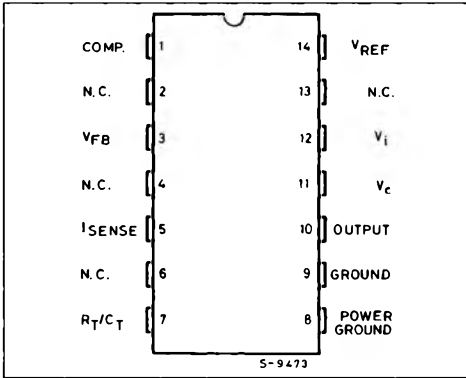 COMP. 1 14 VREF
N.C. 2 13 N.C.
VFB 3 12 Vi
N.C. 4 11 Vc
ISENSE 5 10 OUTPUT
N.C. 6 9 GROUND
RT/CT 7 8 POWER GROUND
S-9473